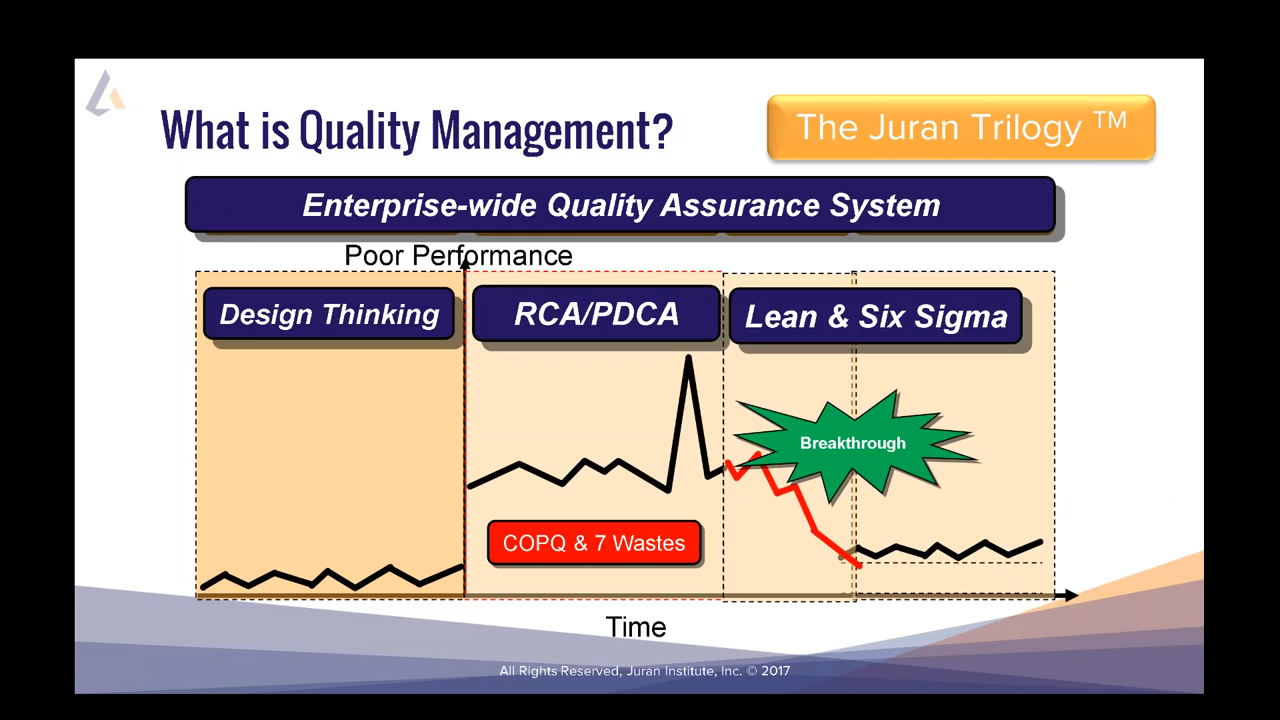 What is Quality Management?
The Juran Trilogy TM
Enterprise-wide Quality Assurance System
Poor Performance
Design Thinking
RCA/PDCA
Lean & Six Sigma
Breakthrough
COPQ & 7 Wastes
Time
All Rights Reserved, Juran Institute, Inc. © 2017